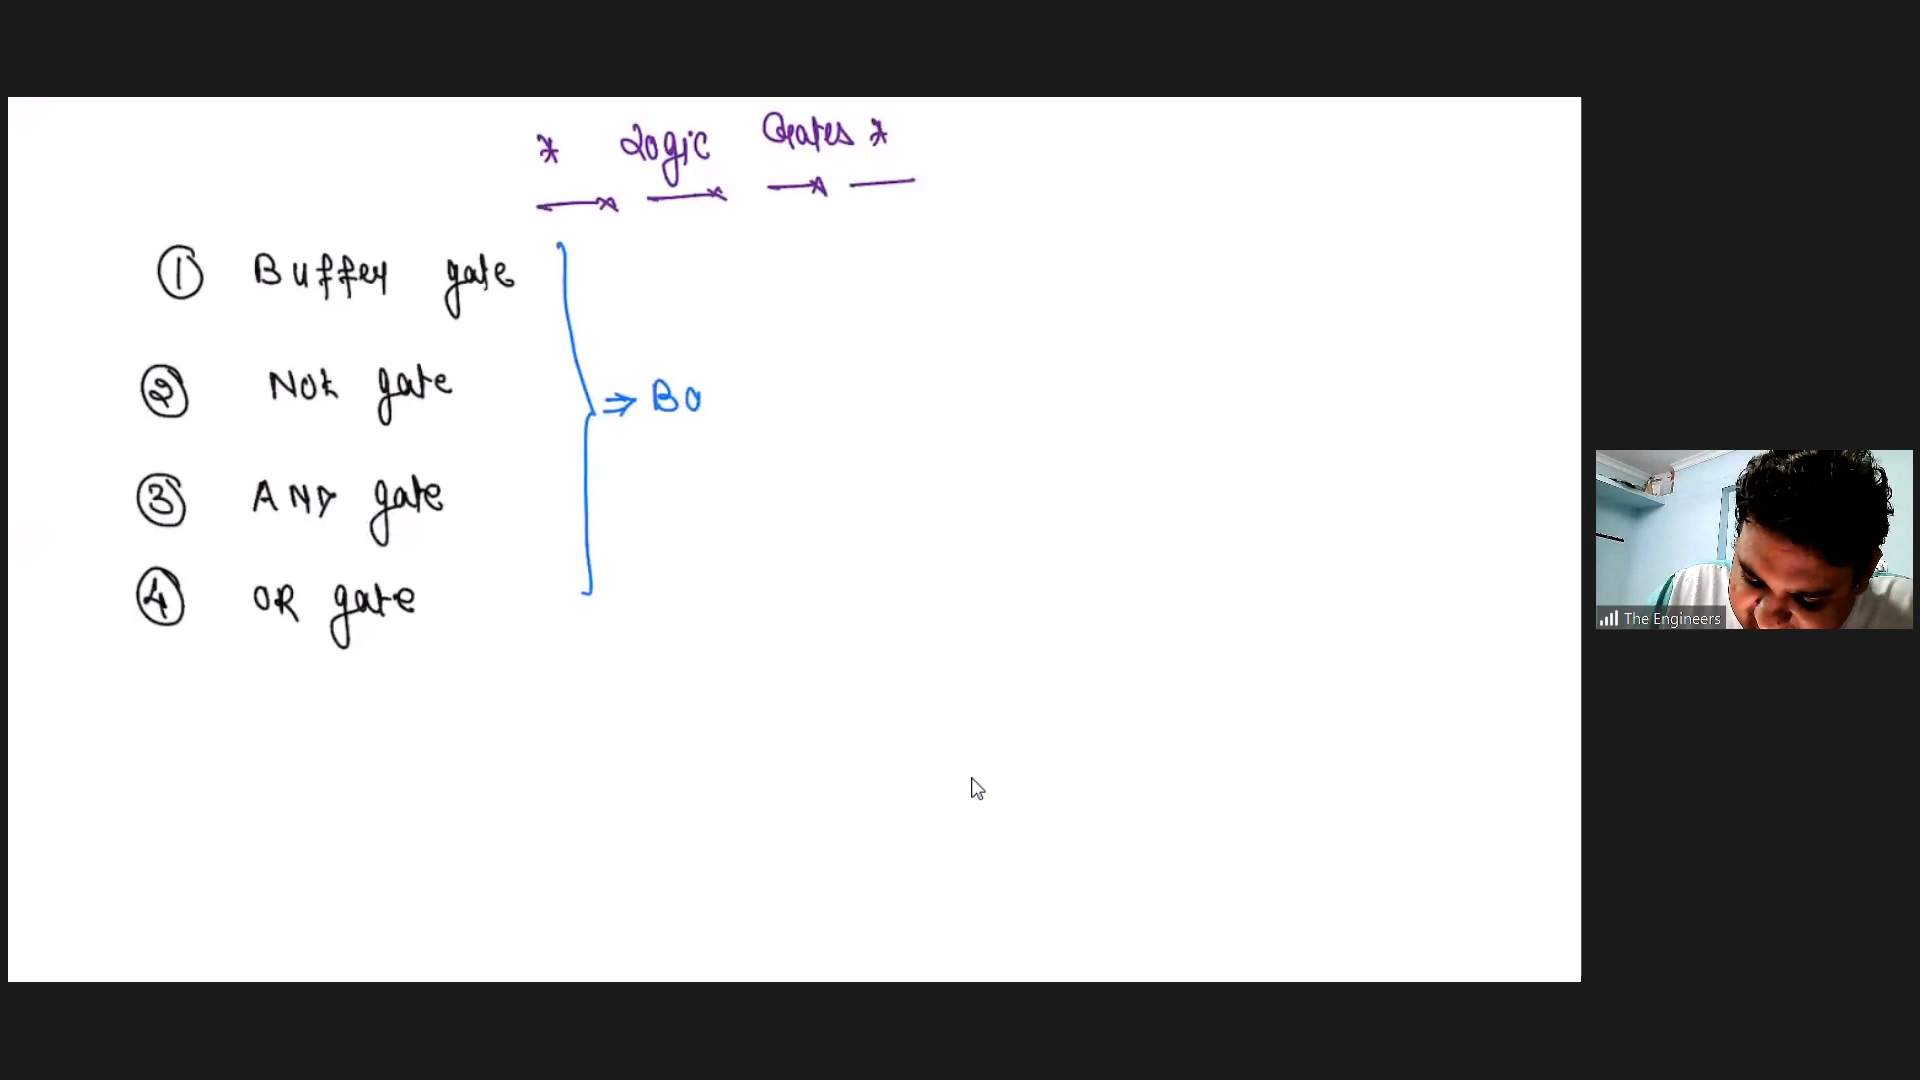 * Logic Gates *
① Buffer gate
② NOt gate
⇒ BO
③ AND gate
④ OR gate
The Engineers